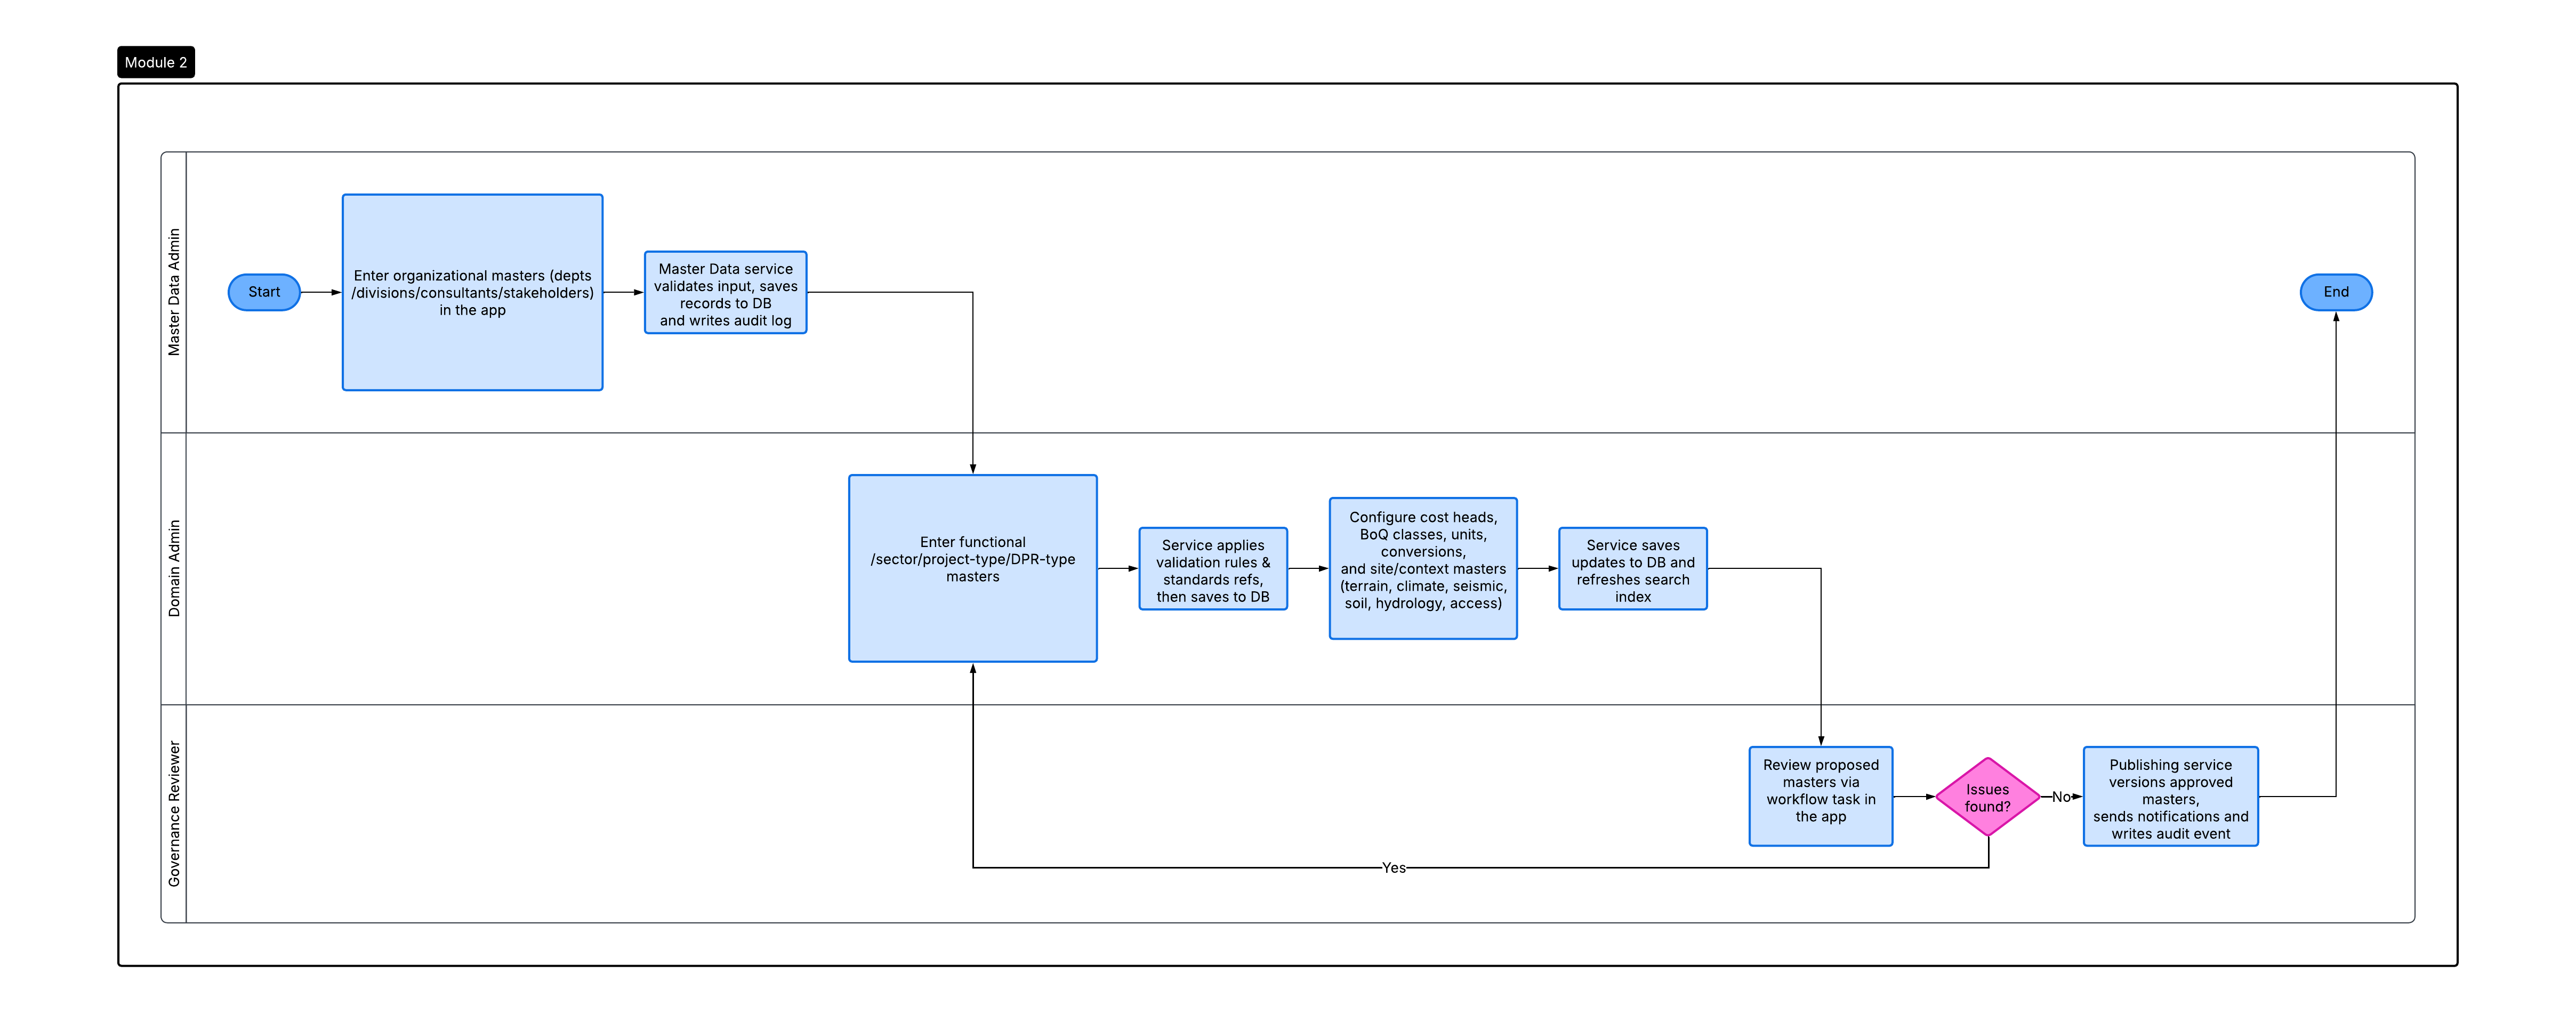 Module 2
Master Data Admin
Start
Enter organizational masters (depts
/divisions/consultants/stakeholders)
in the app
Master Data service
validates input, saves
records to DB
and writes audit log
End
Domain Admin
Enter functional
/sector/project-type/DPR-type
masters
Service applies
validation rules &
standards refs,
then saves to DB
Configure cost heads,
BoQ classes, units,
conversions,
and site/context masters
(terrain, climate, seismic,
soil, hydrology, access)
Service saves
updates to DB and
refreshes search
index
Governance Reviewer
Review proposed
masters via
workflow task in
the app
Issues
found?
No
Publishing service
versions approved
masters,
sends notifications and
writes audit event
Yes